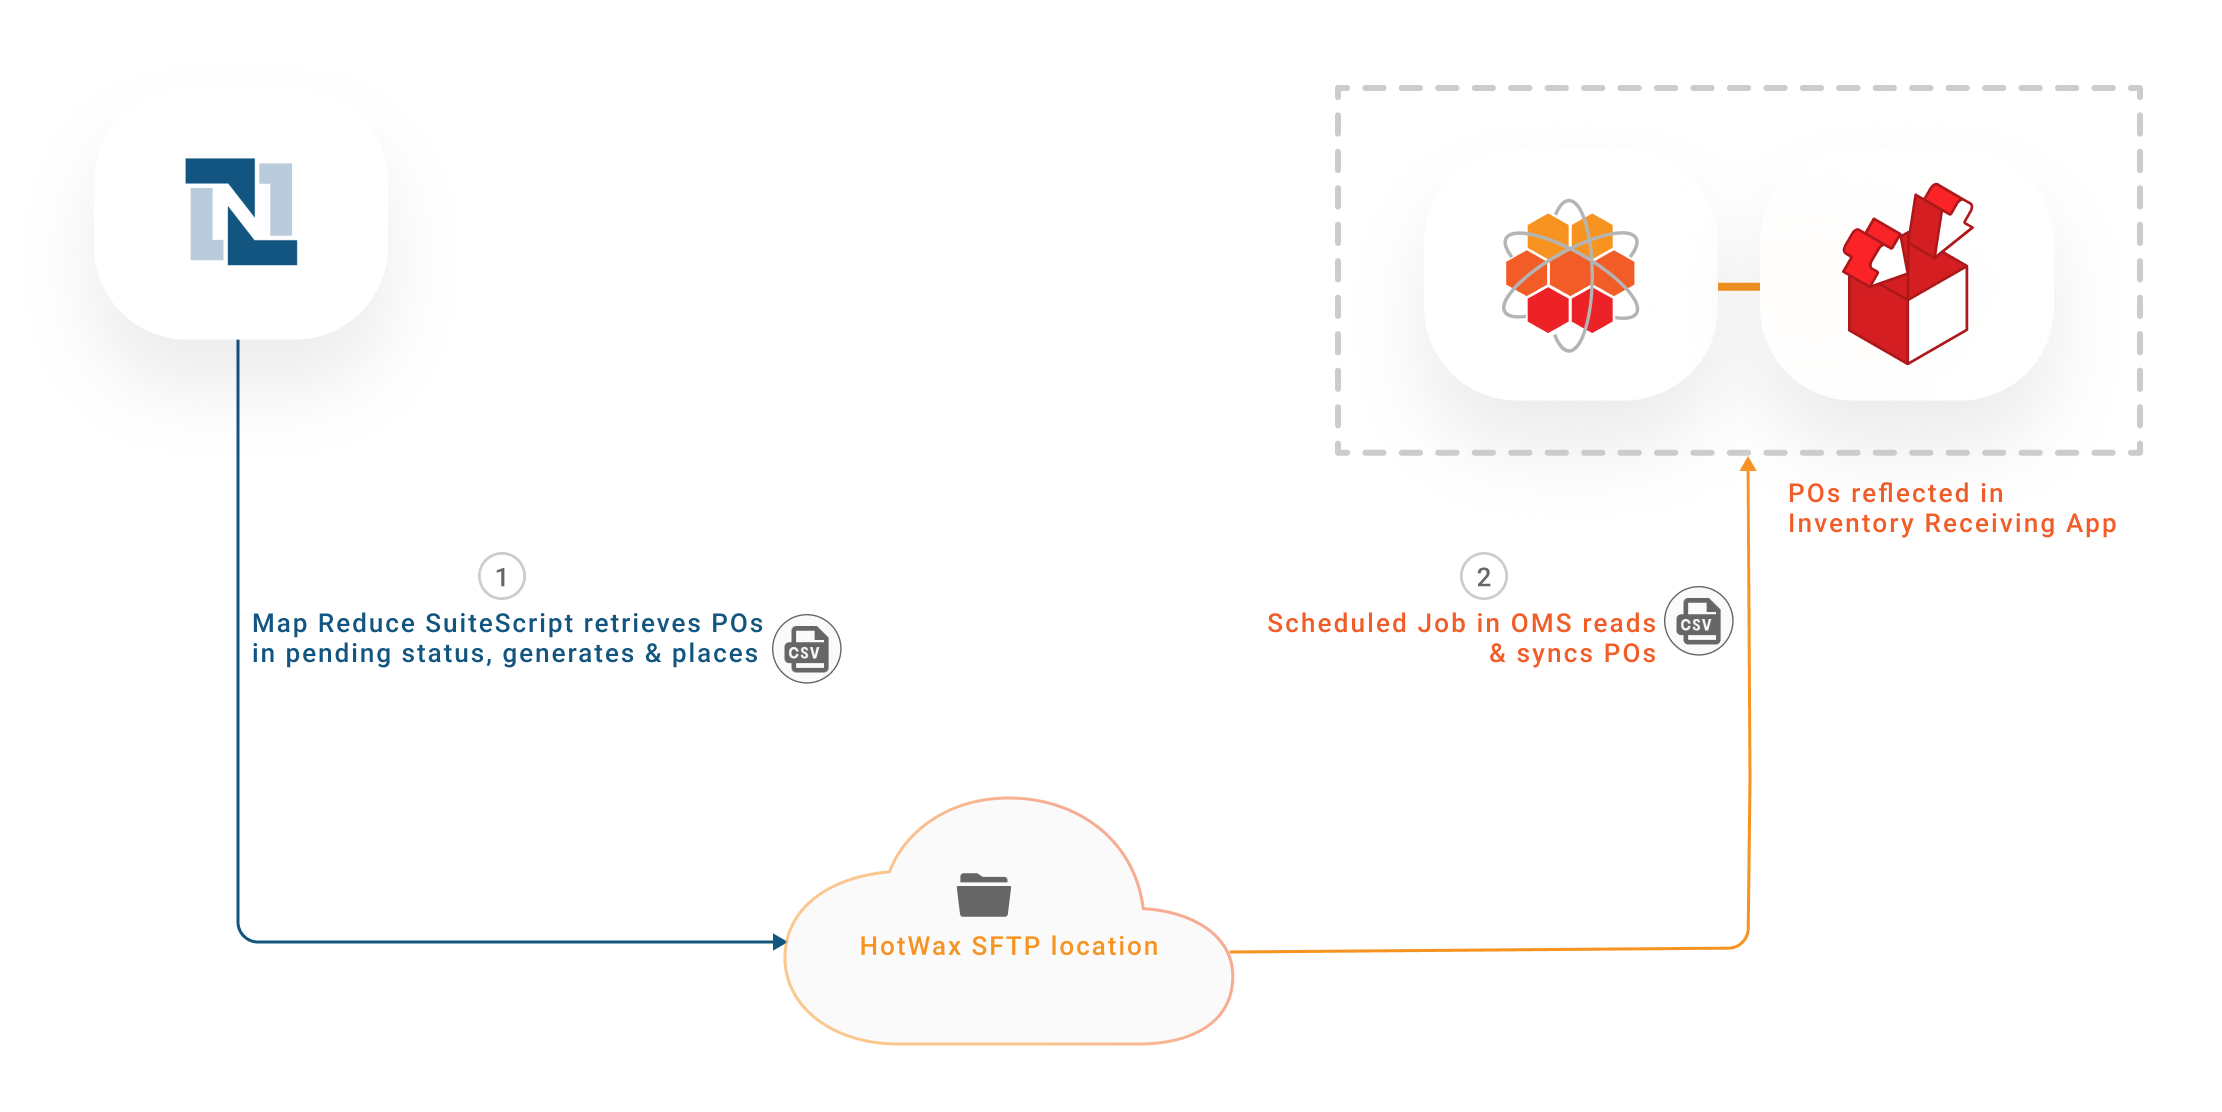 N
POs reflected in
Inventory Receiving App
1
Map Reduce SuiteScript retrieves POs
in pending status, generates & places
CSV
2
Scheduled Job in OMS reads
& syncs POs
CSV
HotWax SFTP location